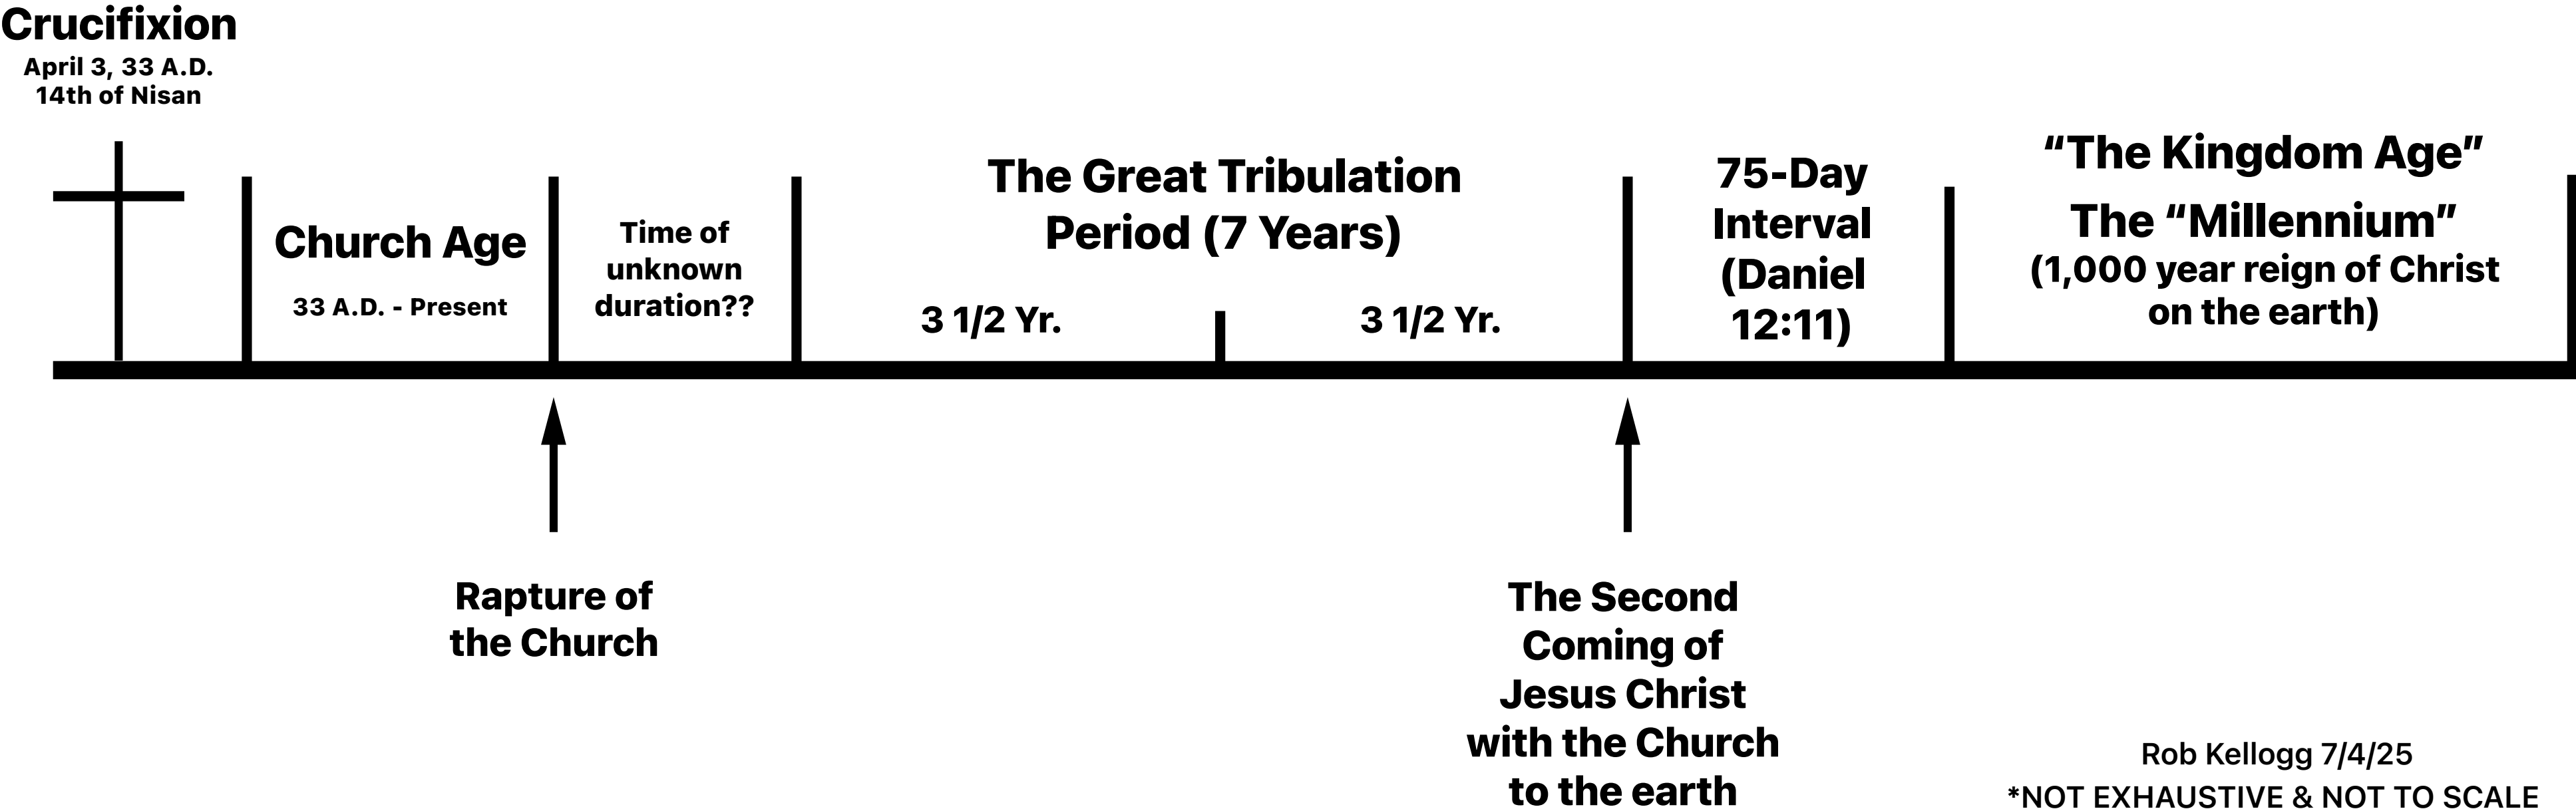 Crucifixion
April 3, 33 A.D.
14th of Nisan
Church Age
33 A.D. - Present
Time of
unknown
duration??
The Great Tribulation
Period (7 Years)
3 1/2 Yr.
3 1/2 Yr.
75-Day
Interval
(Daniel
12:11)
“The Kingdom Age”
The “Millennium”
(1,000 year reign of Christ
on the earth)
Rapture of
the Church
The Second
Coming of
Jesus Christ
with the Church
to the earth
Rob Kellogg 7/4/25
*NOT EXHAUSTIVE & NOT TO SCALE